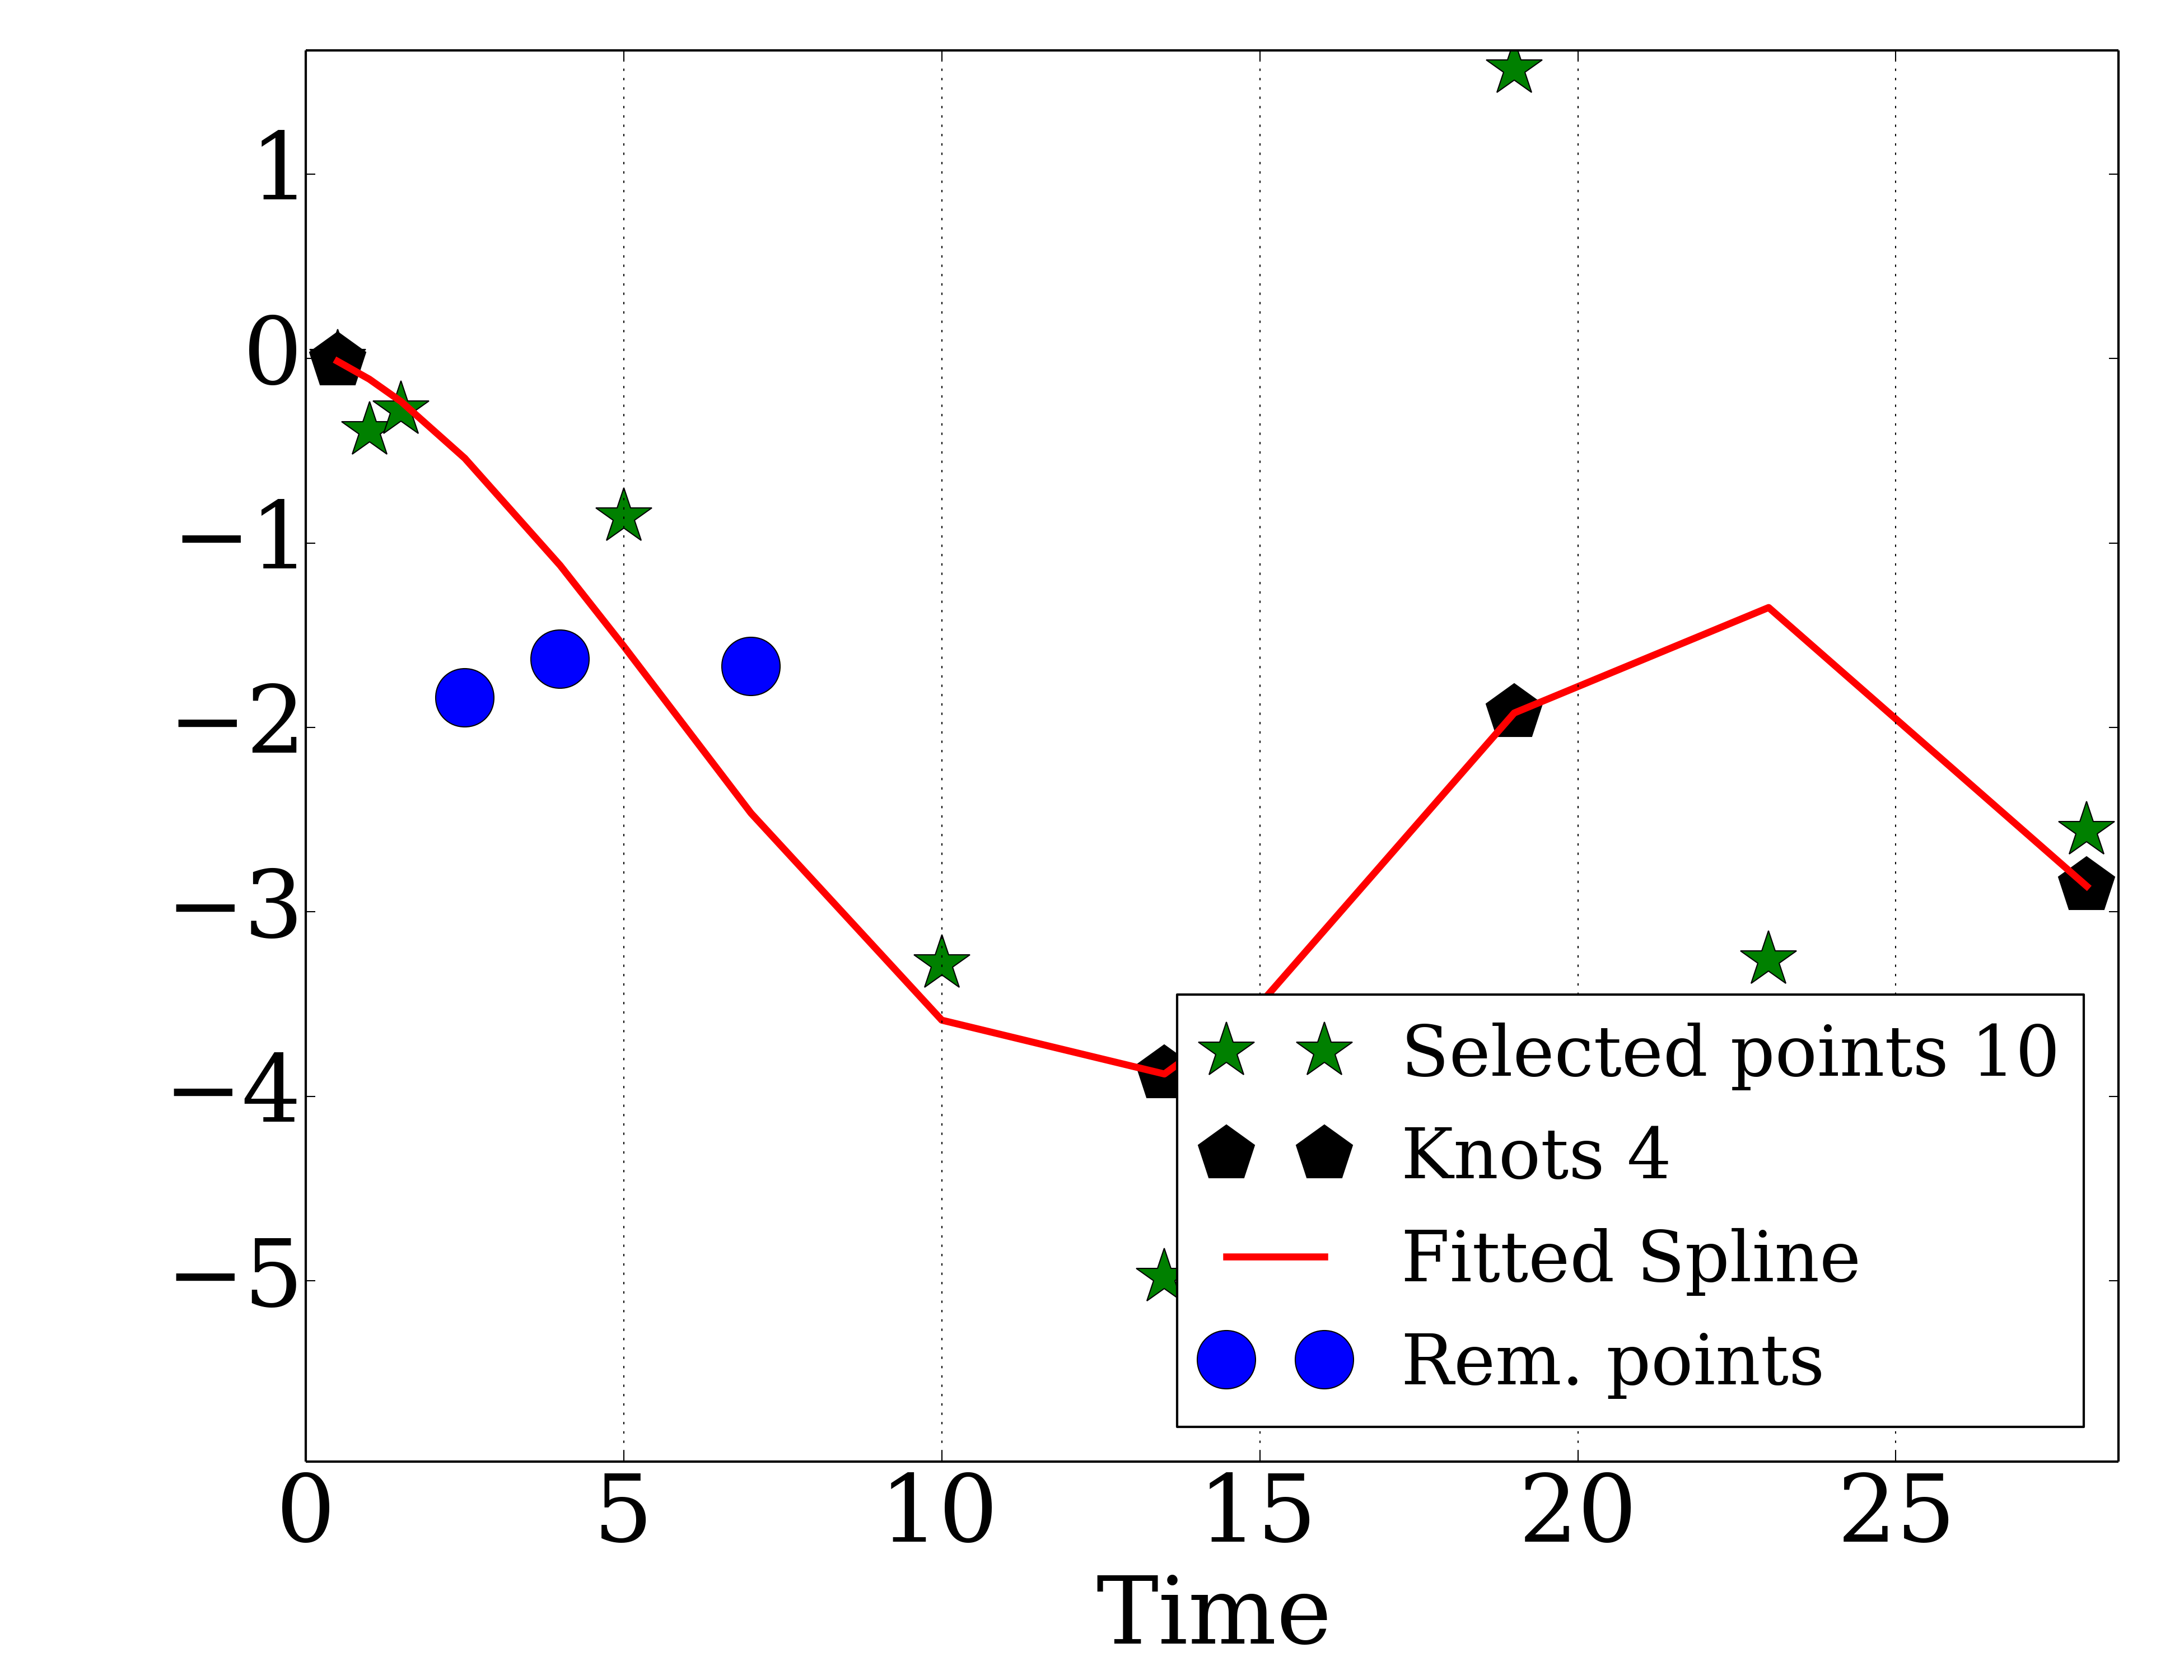 1
0
−1
−2
−3
−4
−5
Selected points 10
Knots 4
Fitted Spline
Rem. points
0 5 10 15 20 25
Time